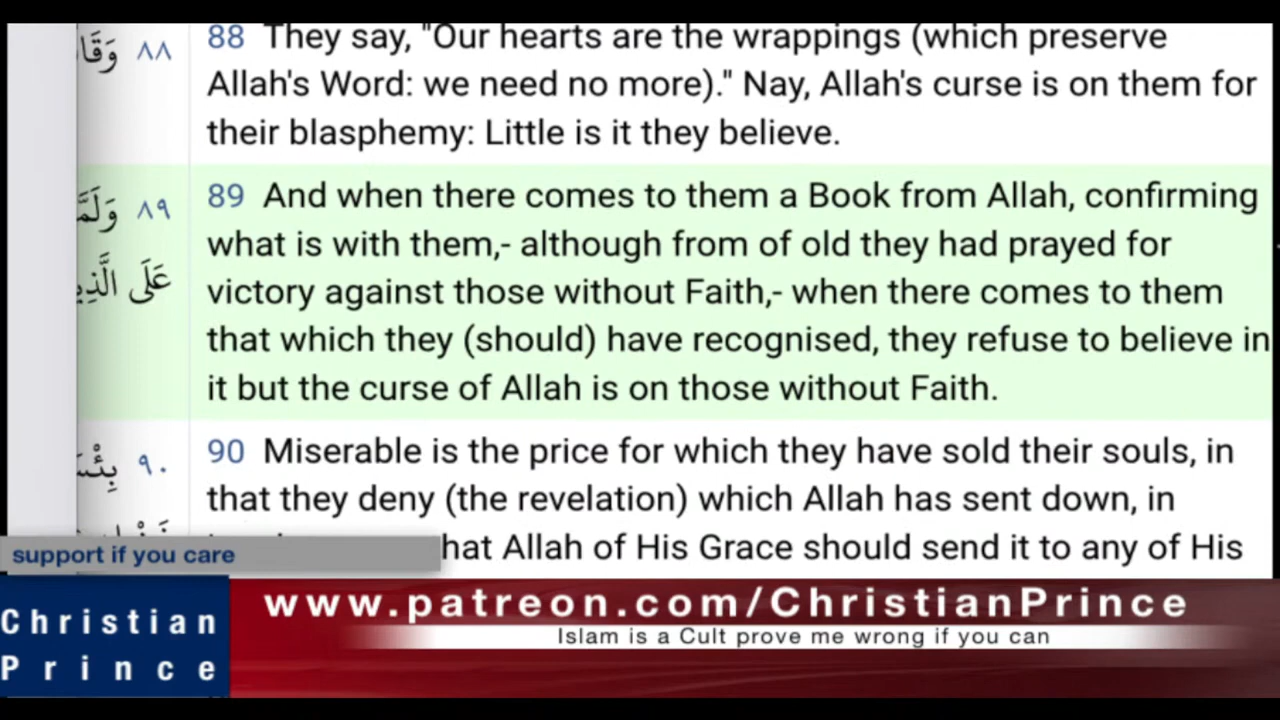 88 They say, "Our hearts are the wrappings (which preserve
Allah's Word: we need no more)." Nay, Allah's curse is on them for
their blasphemy: Little is it they believe.
٨٨
89 And when there comes to them a Book from Allah, confirming
what is with them,- although from of old they had prayed for
victory against those without Faith,- when there comes to them
that which they (should) have recognised, they refuse to believe in
it but the curse of Allah is on those without Faith.
٨٩ وَلَمَّ
عَلَى الَّذِي
90 Miserable is the price for which they have sold their souls, in
that they deny (the revelation) which Allah has sent down, in
that Allah of His Grace should send it to any of His
٩٠
support if you care
Christian
Prince
www.patreon.com/ChristianPrince
Islam is a Cult prove me wrong if you can